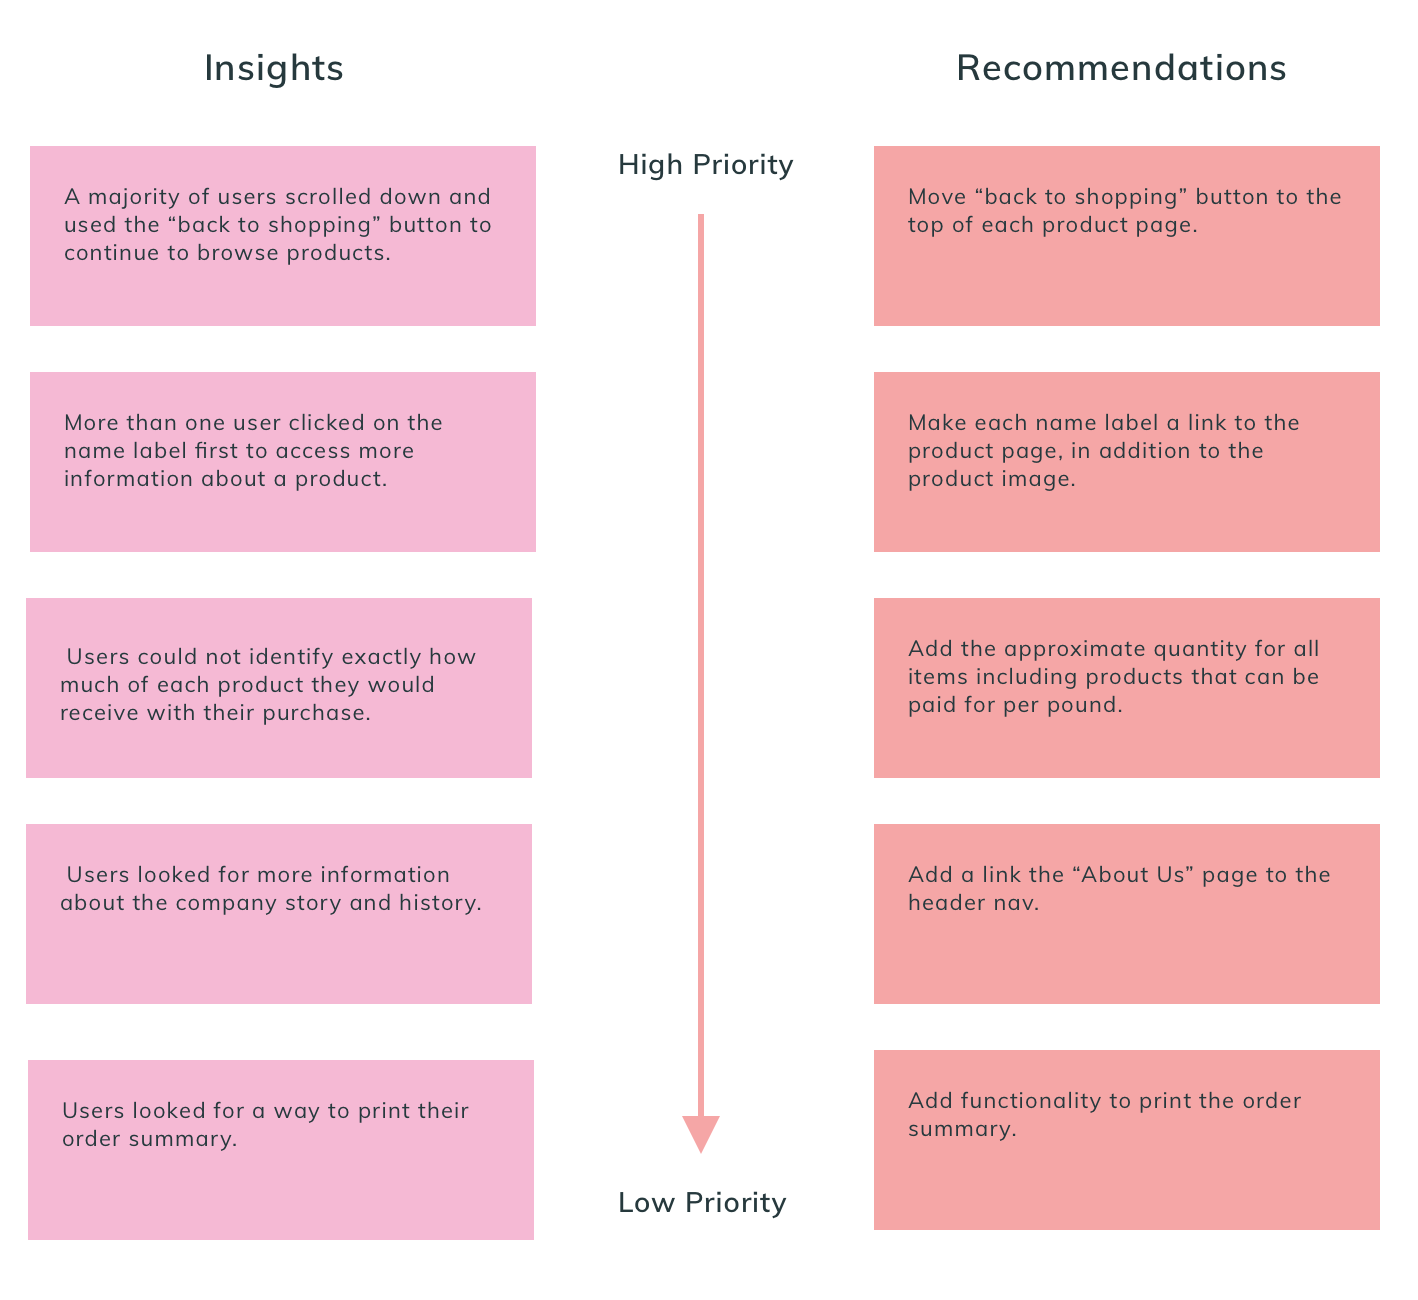 Insights
Recommendations
High Priority
A majority of users scrolled down and
used the “back to shopping” button to
continue to browse products.
Move “back to shopping” button to the
top of each product page.
More than one user clicked on the
name label first to access more
information about a product.
Make each name label a link to the
product page, in addition to the
product image.
Users could not identify exactly how
much of each product they would
receive with their purchase.
Add the approximate quantity for all
items including products that can be
paid for per pound.
Users looked for more information
about the company story and history.
Add a link the “About Us” page to the
header nav.
Users looked for a way to print their
order summary.
Add functionality to print the order
summary.
Low Priority